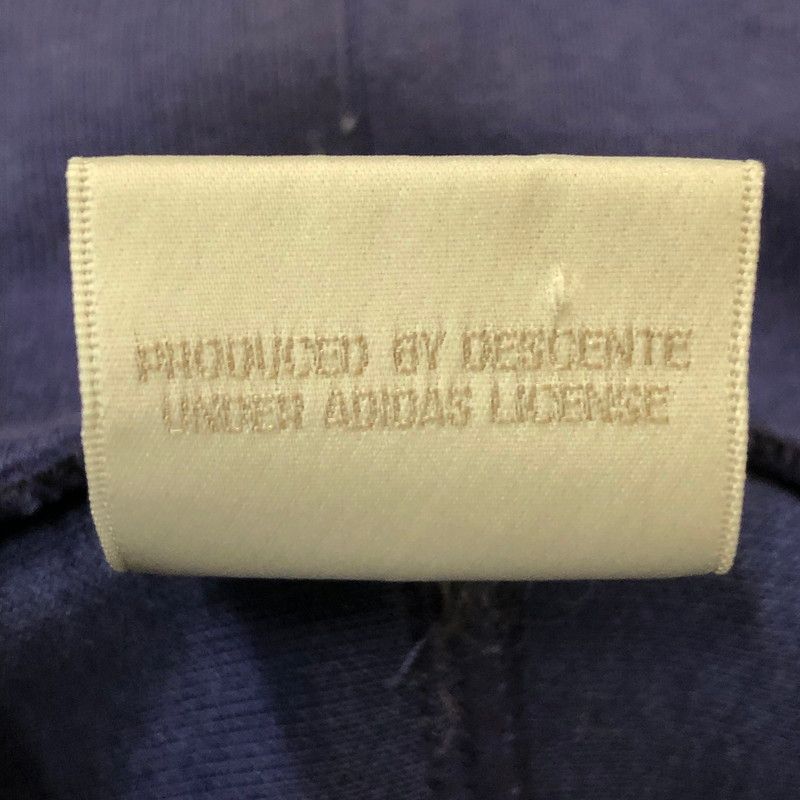 PRODUCED BY DESCENTE
UNDER ADIDAS LICENSE